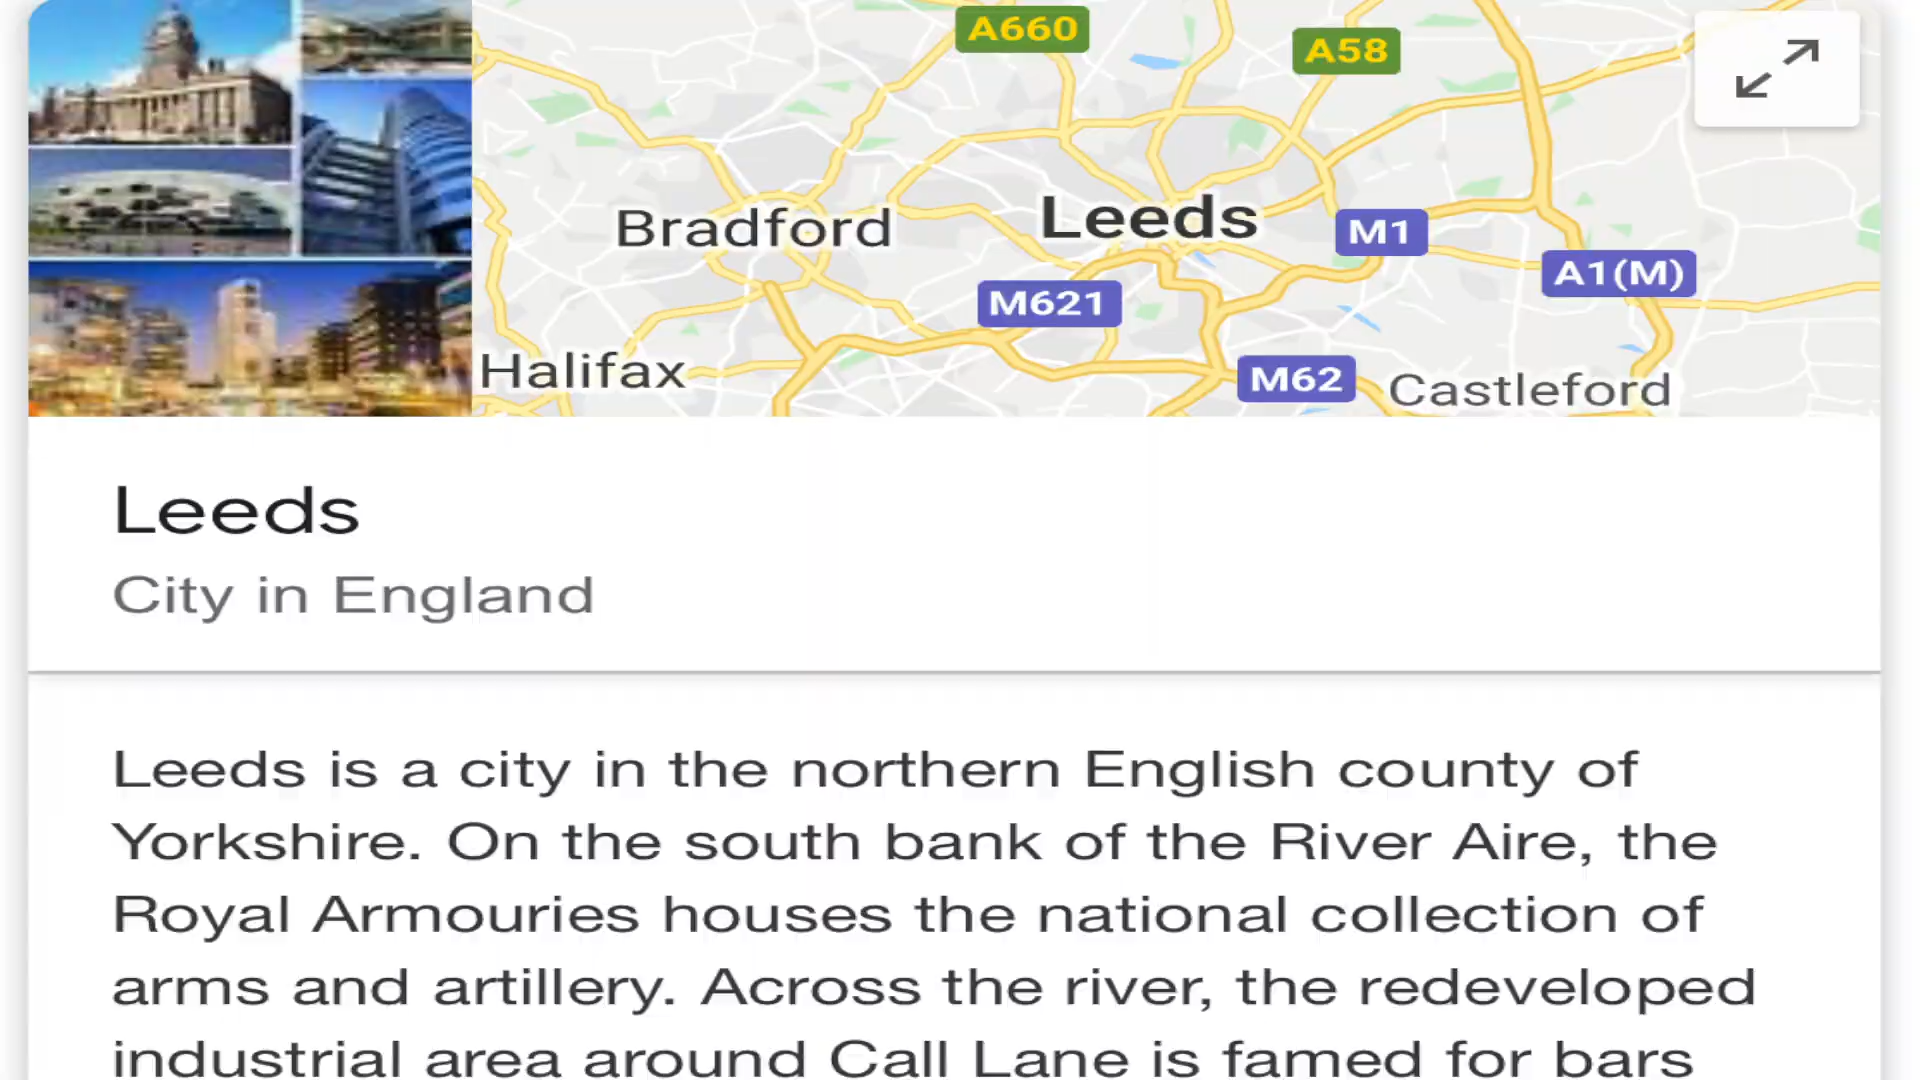 A660
A58
Bradford
Leeds
M1
A1(M)
M621
Halifax
M62
Castleford
Leeds
City in England
Leeds is a city in the northern English county of
Yorkshire. On the south bank of the River Aire, the
Royal Armouries houses the national collection of
arms and artillery. Across the river, the redeveloped
industrial area around Call Lane is famed for bars